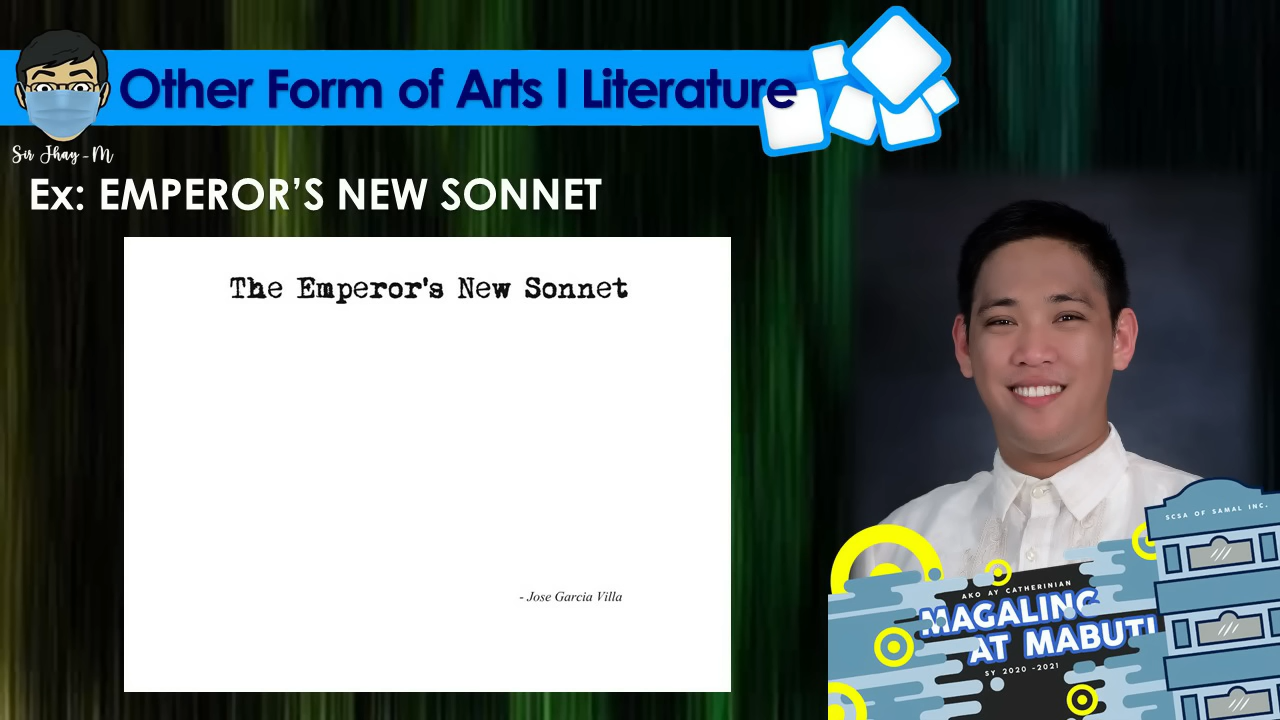 Other Form of Arts l Literature
Sir Jhay-M
Ex: EMPEROR’S NEW SONNET
The Emperor's New Sonnet
- Jose Garcia Villa
SCSA OF SAMAL INC.
AKO AY CATHERINIAN
MAGALING
AT MABUTI
SY 2020 -2021